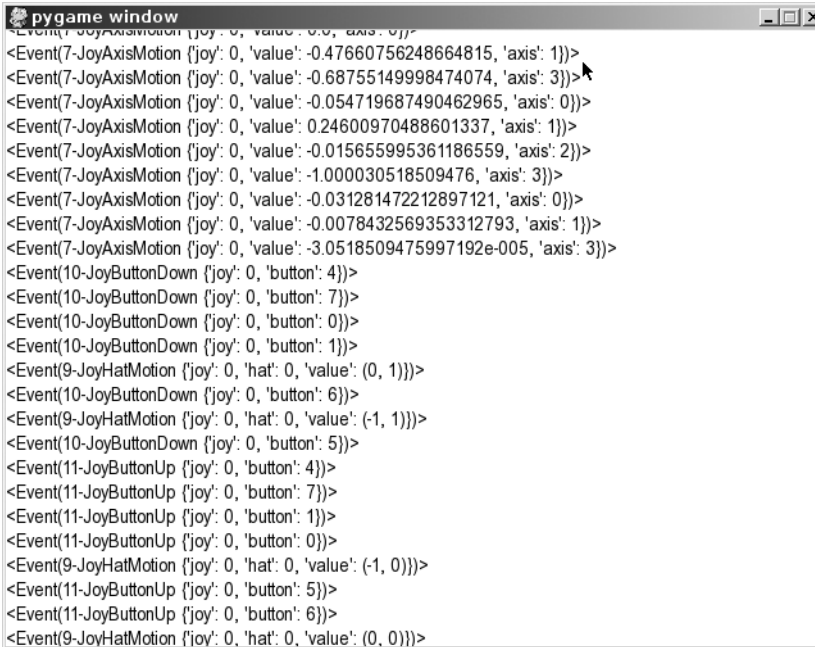 pygame window
<Event(7-JoyAxisMotion {'joy': 0, 'value': 0.0, 'axis': 0})>
<Event(7-JoyAxisMotion {'joy': 0, 'value': -0.47660756248664815, 'axis': 1})>
<Event(7-JoyAxisMotion {'joy': 0, 'value': -0.68755149998474074, 'axis': 3})>
<Event(7-JoyAxisMotion {'joy': 0, 'value': -0.054719687490462965, 'axis': 0})>
<Event(7-JoyAxisMotion {'joy': 0, 'value': 0.24600970488601337, 'axis': 1})>
<Event(7-JoyAxisMotion {'joy': 0, 'value': -0.015655995361186559, 'axis': 2})>
<Event(7-JoyAxisMotion {'joy': 0, 'value': -1.000030518509476, 'axis': 3})>
<Event(7-JoyAxisMotion {'joy': 0, 'value': -0.031281472212897121, 'axis': 0})>
<Event(7-JoyAxisMotion {'joy': 0, 'value': -0.0078432569353312793, 'axis': 1})>
<Event(7-JoyAxisMotion {'joy': 0, 'value': -3.0518509475997192e-005, 'axis': 3})>
<Event(10-JoyButtonDown {'joy': 0, 'button': 4})>
<Event(10-JoyButtonDown {'joy': 0, 'button': 7})>
<Event(10-JoyButtonDown {'joy': 0, 'button': 0})>
<Event(10-JoyButtonDown {'joy': 0, 'button': 1})>
<Event(9-JoyHatMotion {'joy': 0, 'hat': 0, 'value': (0, 1)})>
<Event(10-JoyButtonDown {'joy': 0, 'button': 6})>
<Event(9-JoyHatMotion {'joy': 0, 'hat': 0, 'value': (-1, 1)})>
<Event(10-JoyButtonDown {'joy': 0, 'button': 5})>
<Event(11-JoyButtonUp {'joy': 0, 'button': 4})>
<Event(11-JoyButtonUp {'joy': 0, 'button': 7})>
<Event(11-JoyButtonUp {'joy': 0, 'button': 1})>
<Event(11-JoyButtonUp {'joy': 0, 'button': 0})>
<Event(9-JoyHatMotion {'joy': 0, 'hat': 0, 'value': (-1, 0)})>
<Event(11-JoyButtonUp {'joy': 0, 'button': 5})>
<Event(11-JoyButtonUp {'joy': 0, 'button': 6})>
<Event(9-JoyHatMotion {'joy': 0, 'hat': 0, 'value': (0, 0)})>